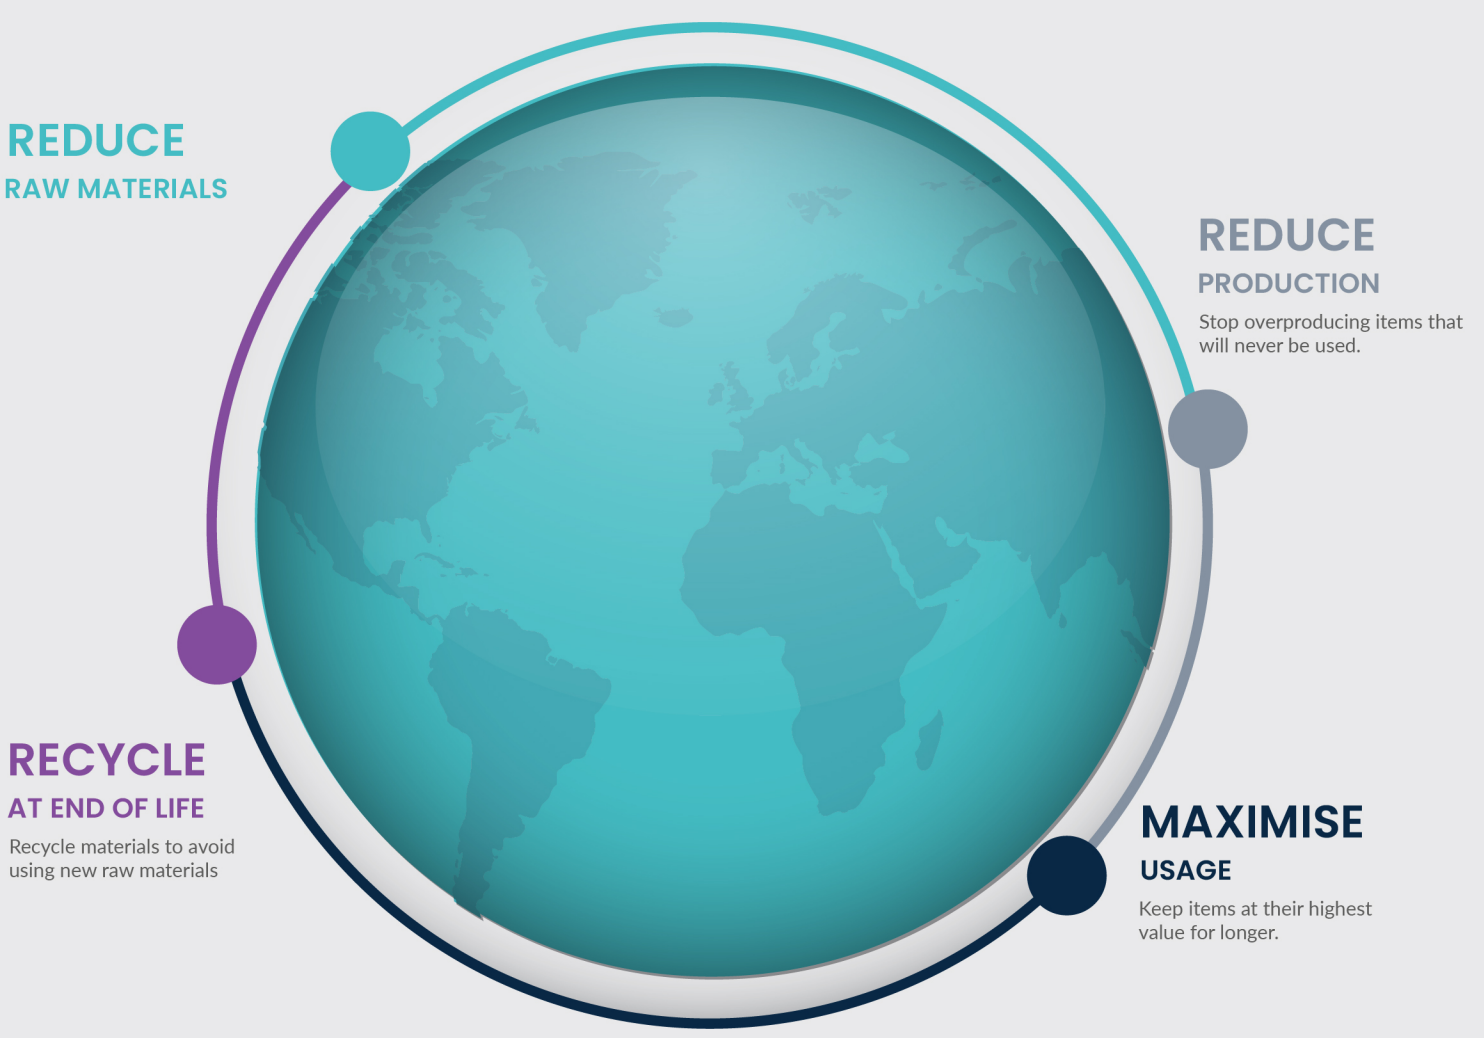 REDUCE
RAW MATERIALS
REDUCE
PRODUCTION
Stop overproducing items that
will never be used.
RECYCLE
AT END OF LIFE
Recycle materials to avoid
using new raw materials
MAXIMISE
USAGE
Keep items at their highest
value for longer.